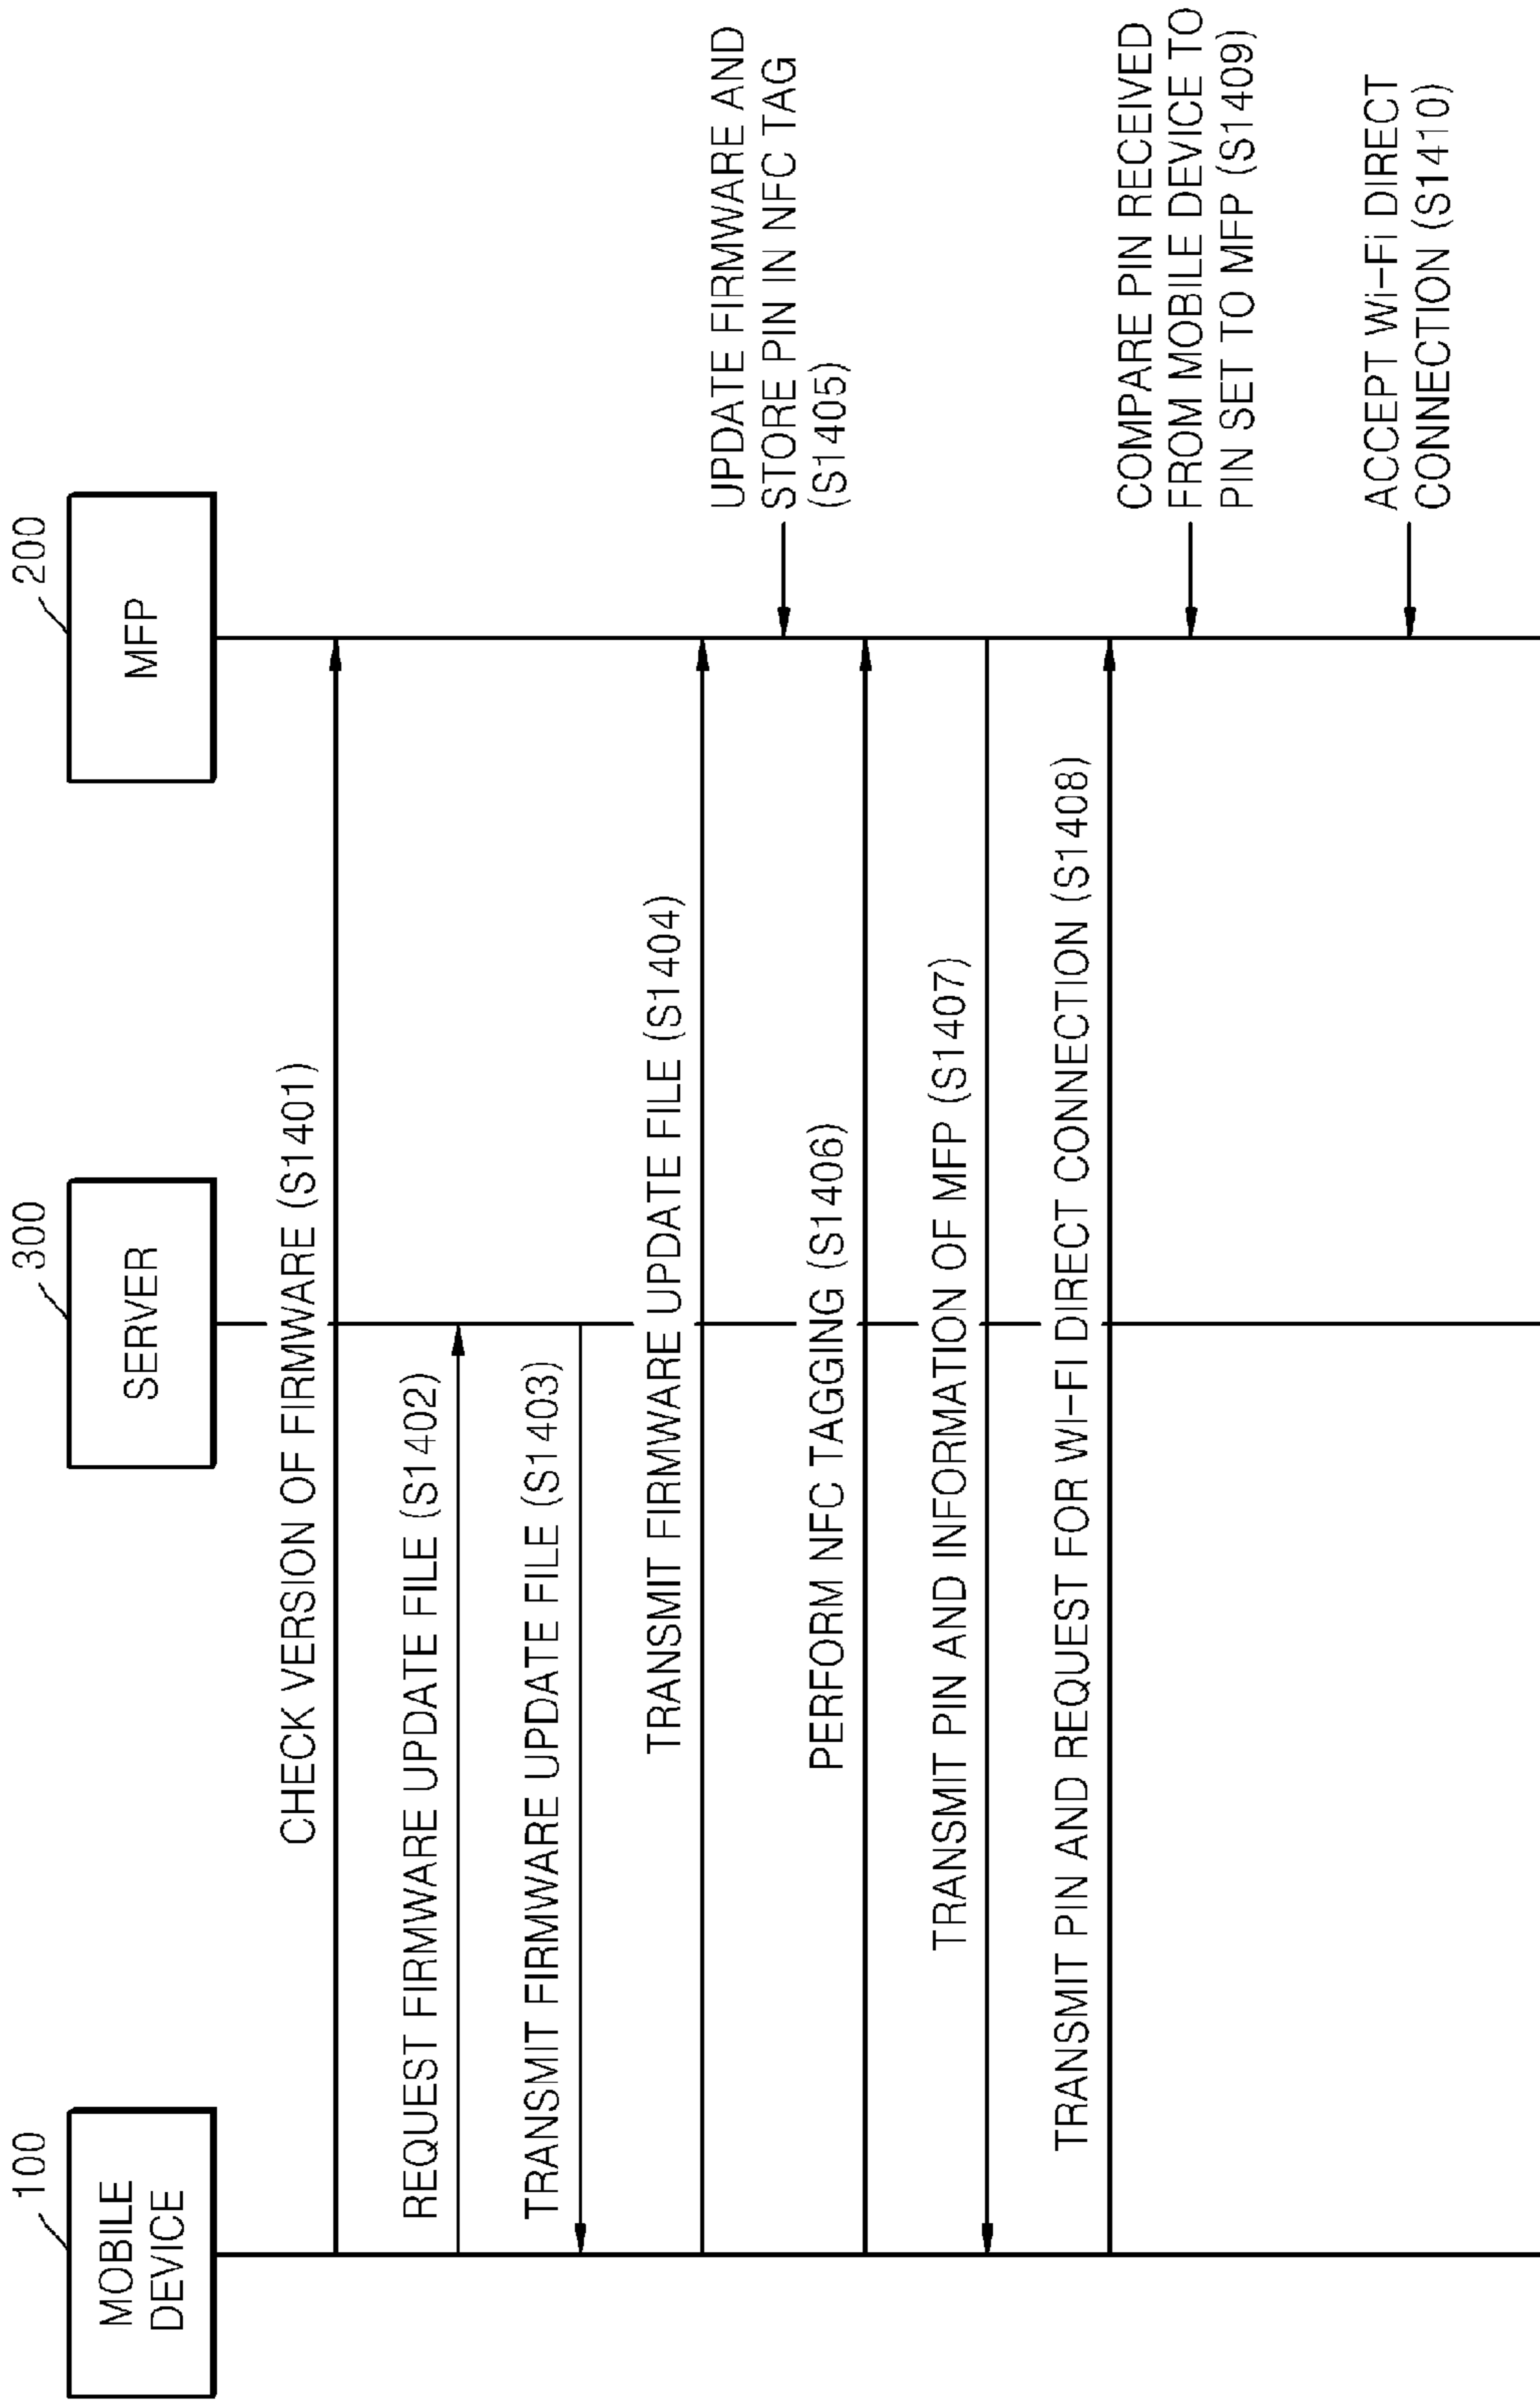 100
MOBILE
DEVICE
300
SERVER
200
MFP
CHECK VERSION OF FIRMWARE (S1401)
REQUEST FIRMWARE UPDATE FILE (S1402)
TRANSMIT FIRMWARE UPDATE FILE (S1403)
TRANSMIT FIRMWARE UPDATE FILE (S1404)
UPDATE FIRMWARE AND
STORE PIN IN NFC TAG
(S1405)
PERFORM NFC TAGGING (S1406)
TRANSMIT PIN AND INFORMATION OF MFP (S1407)
TRANSMIT PIN AND REQUEST FOR WI-FI DIRECT CONNECTION (S1408)
COMPARE PIN RECEIVED
FROM MOBILE DEVICE TO
PIN SET TO MFP (S1409)
ACCEPT Wi-Fi DIRECT
CONNECTION (S1410)